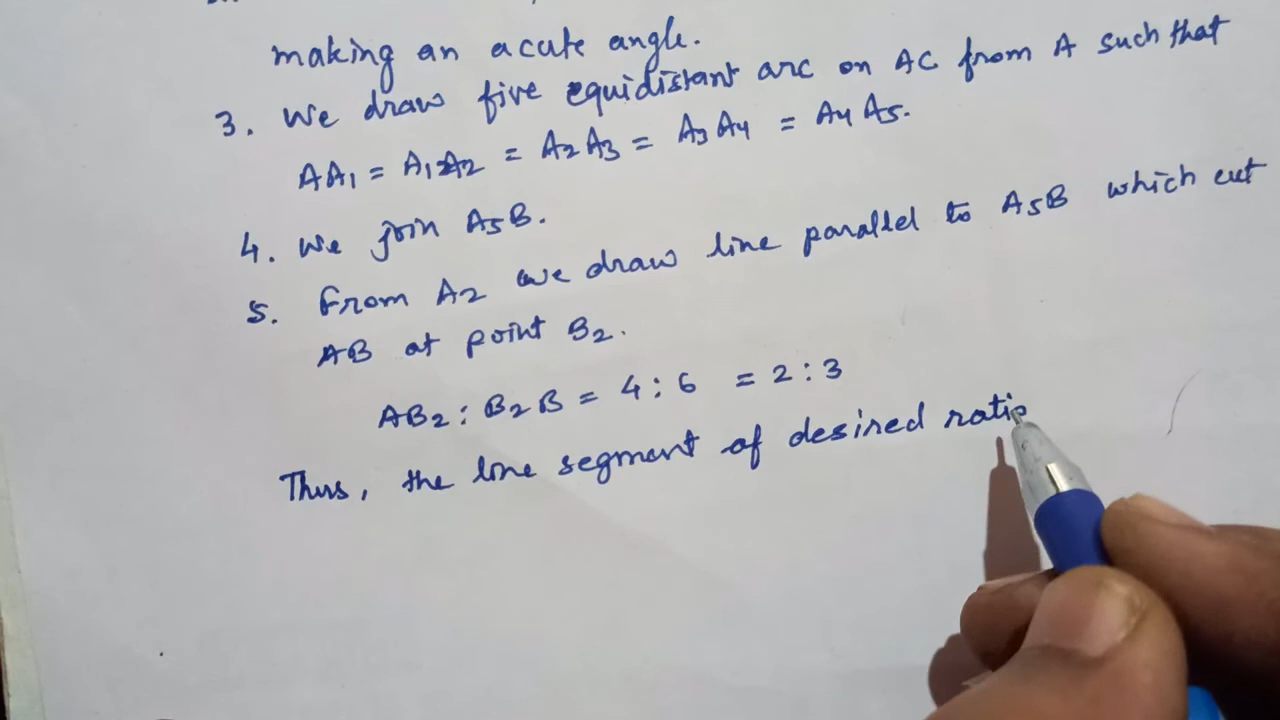 making an acute angle.
3. We draw five equidistant arc on AC from A such that
AA1 = A1A2 = A2A3 = A3A4 = A4A5.
4. We join A5B.
5. From A2 we draw line parallel to A5B which cut
AB at point B2.
AB2 : B2B = 4 : 6 = 2 : 3
Thus, the line segment of desired ratio